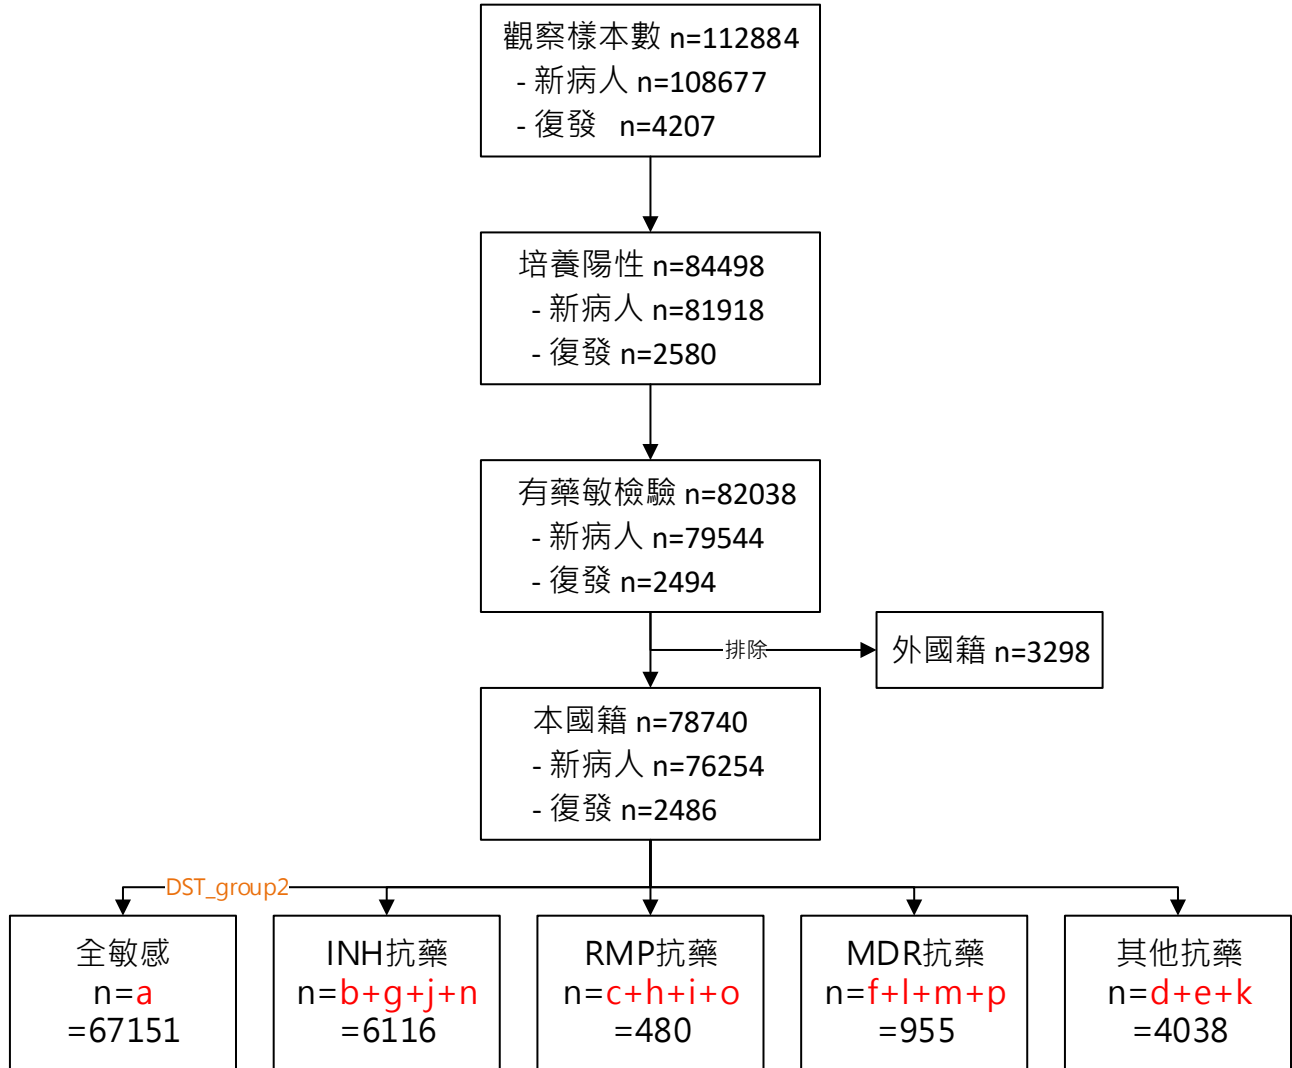 觀察樣本數 n=112884
- 新病人 n=108677
- 復發 n=4207
培養陽性 n=84498
- 新病人 n=81918
- 復發 n=2580
有藥敏檢驗 n=82038
- 新病人 n=79544
- 復發 n=2494
排除
外國籍 n=3298
本國籍 n=78740
- 新病人 n=76254
- 復發 n=2486
DST_group2
全敏感
n=a
=67151
INH抗藥
n=b+g+j+n
=6116
RMP抗藥
n=c+h+i+o
=480
MDR抗藥
n=f+l+m+p
=955
其他抗藥
n=d+e+k
=4038